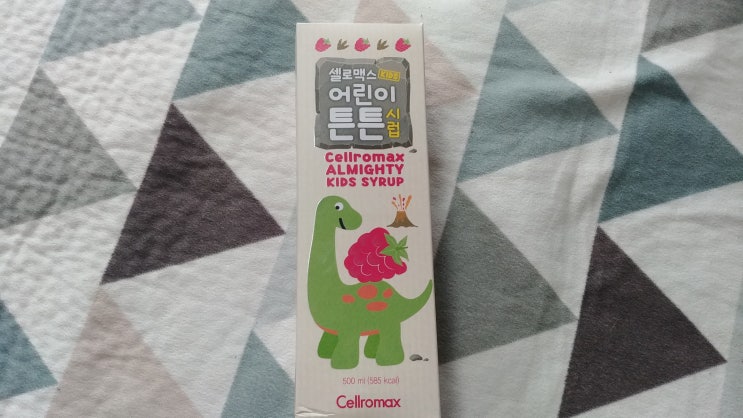 셀로맥스 KIDS
어린이
튼튼 시럽
Cellromax
ALMIGHTY
KIDS SYRUP
500 ml (585 kcal)
Cellromax